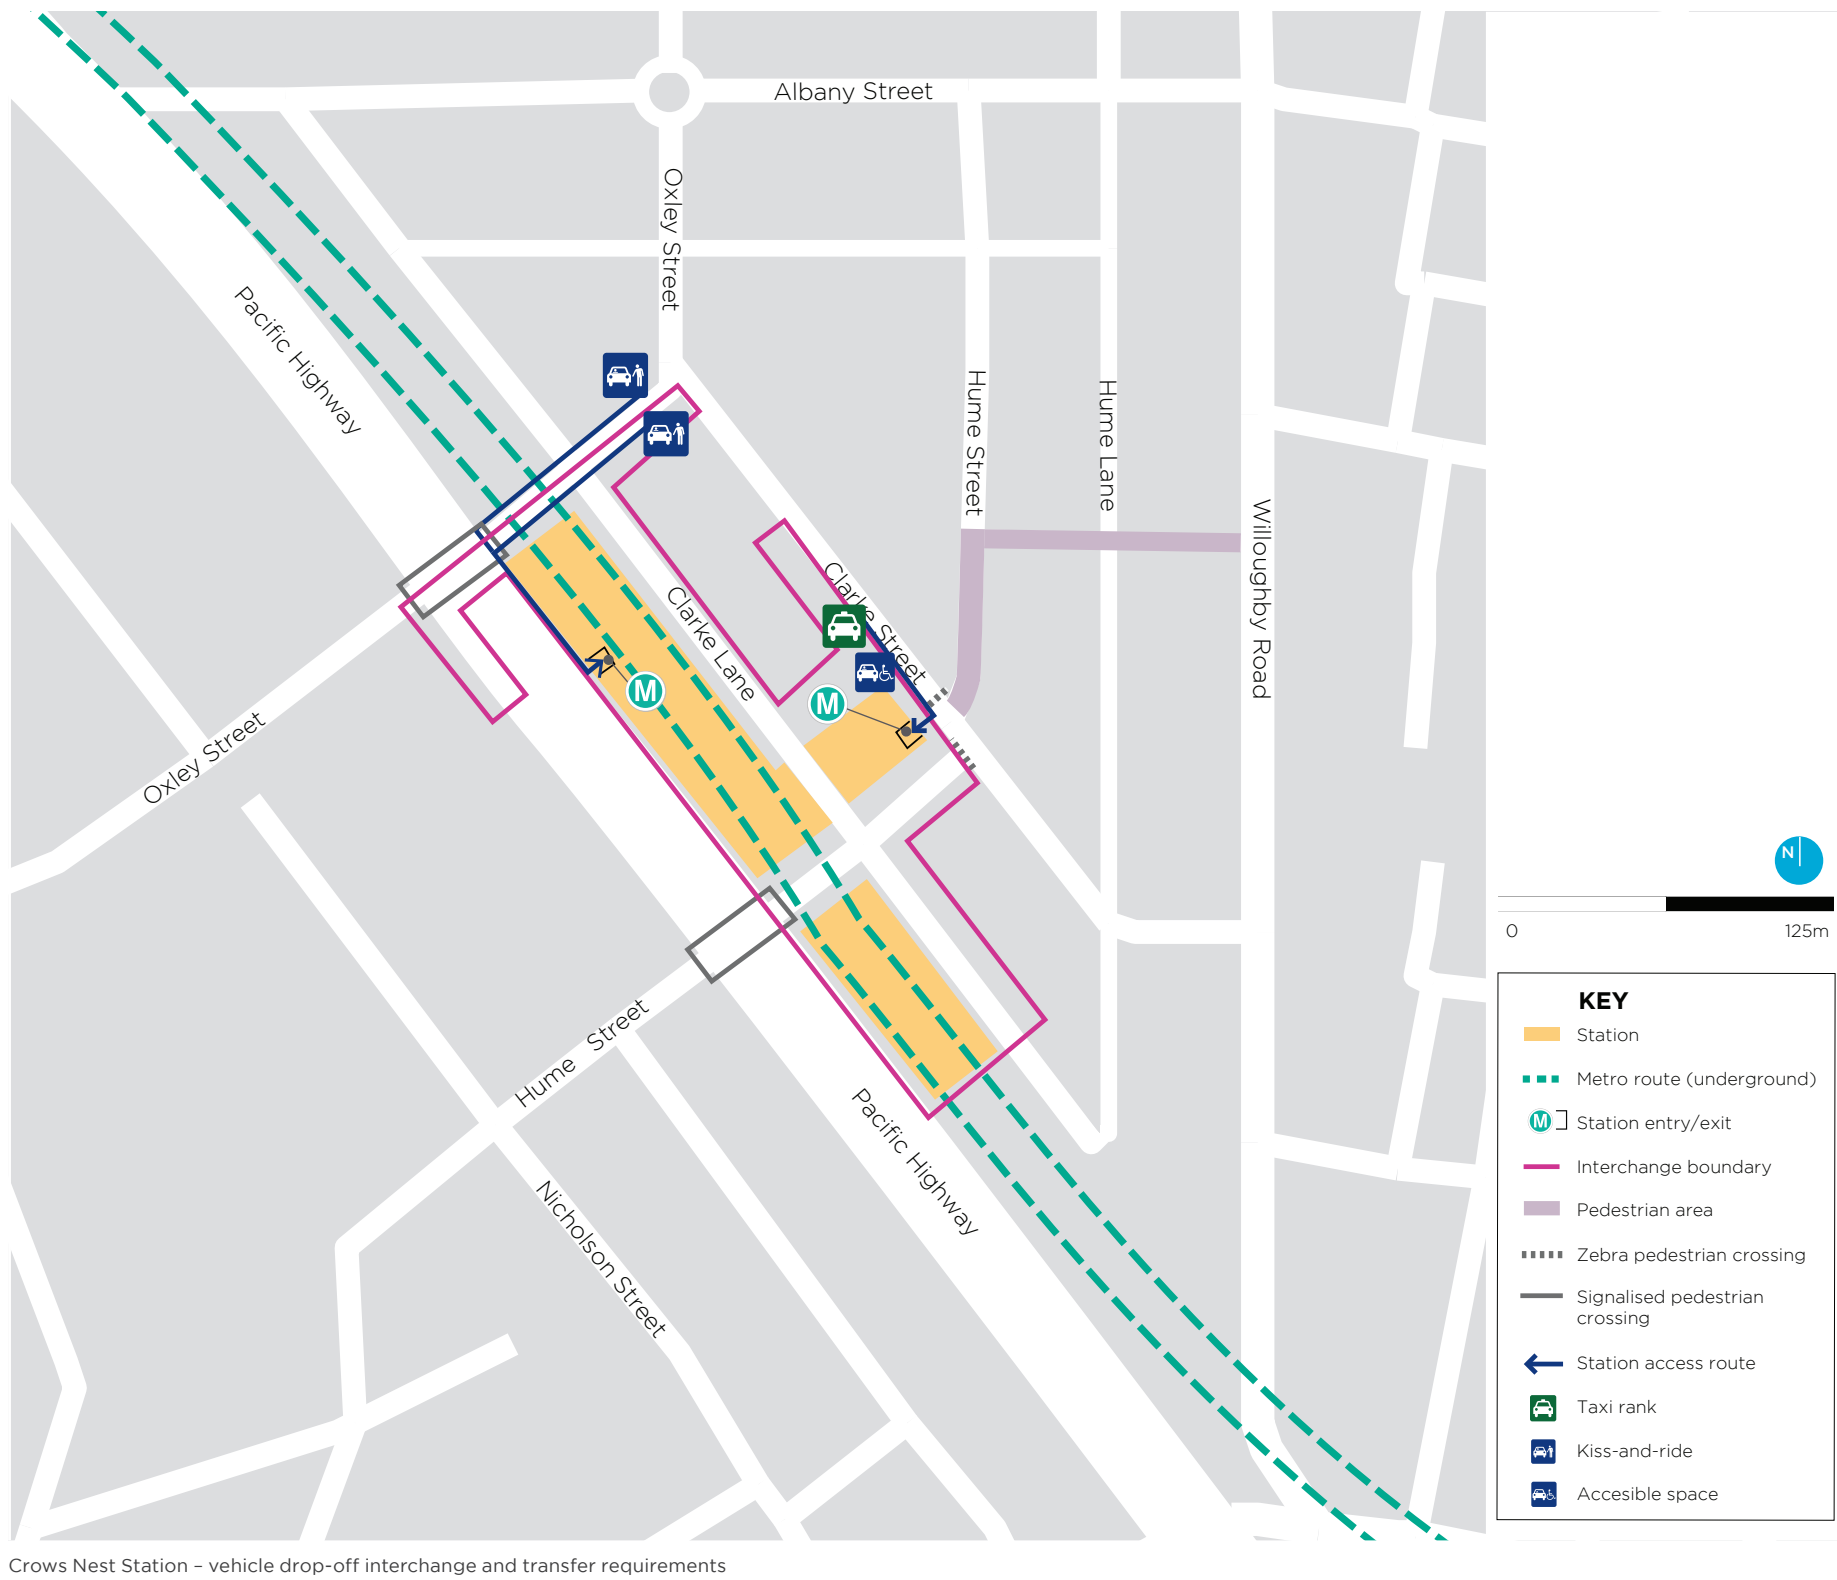 Albany Street
Oxley Street
Pacific Highway
Hume Street
Hume Lane
Willoughby Road
Clarke Street
Clarke Lane
M
M
Oxley Street
Hume Street
Pacific Highway
Nicholson Street
N
0
125m
KEY
Station
Metro route (underground)
M
Station entry/exit
Interchange boundary
Pedestrian area
Zebra pedestrian crossing
Signalised pedestrian
crossing
Station access route
Taxi rank
Kiss-and-ride
Accesible space
Crows Nest Station – vehicle drop-off interchange and transfer requirements